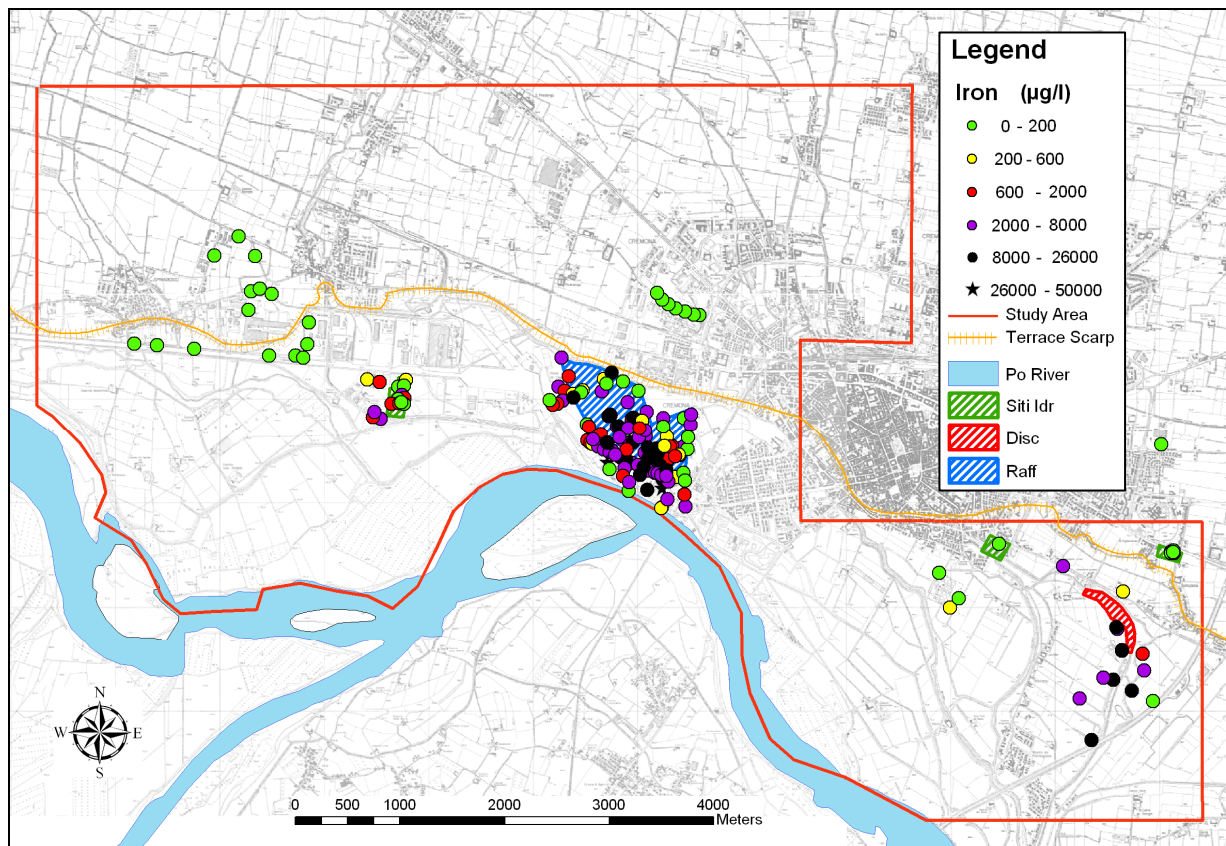 Legend
Iron (µg/l)
0 - 200
200 - 600
600 - 2000
2000 - 8000
8000 - 26000
26000 - 50000
Study Area
Terrace Scarp
Po River
Siti Idr
Disc
Raff
CREMONA
CREMONA
N
W E
S
0 500 1000 2000 3000 4000
Meters